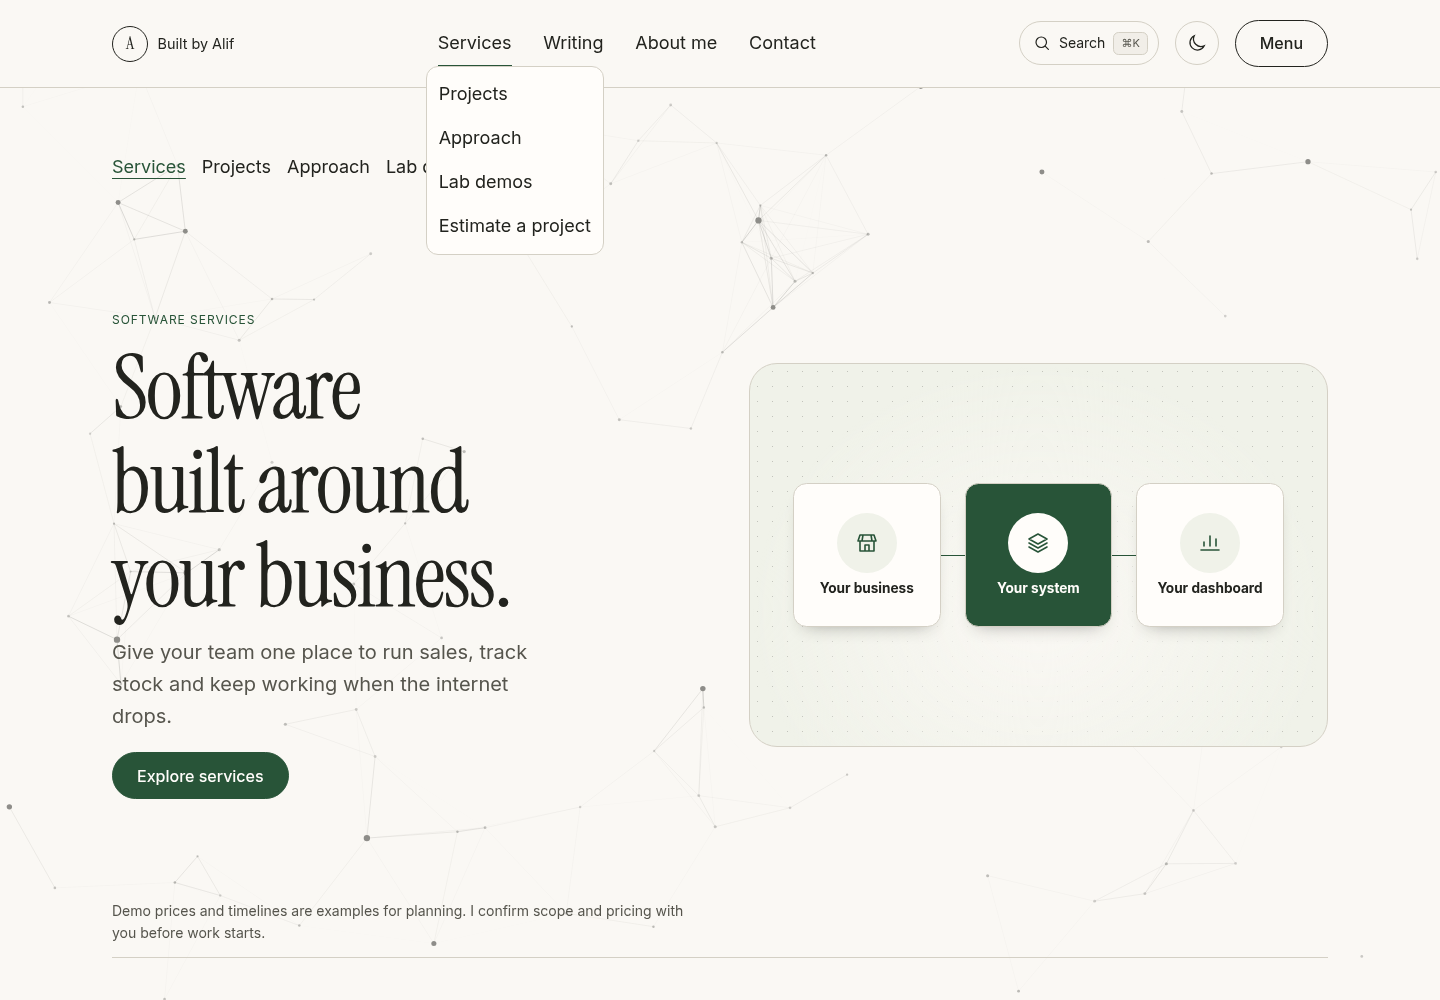 A Built by Alif
Services Writing About me Contact
Search ⌘K
Menu
Projects
Approach
Lab demos
Estimate a project
Services Projects Approach Lab
SOFTWARE SERVICES
Software
built around
your business.
Give your team one place to run sales, track
stock and keep working when the internet
drops.
Explore services
Your business
Your system
Your dashboard
Demo prices and timelines are examples for planning. I confirm scope and pricing with
you before work starts.